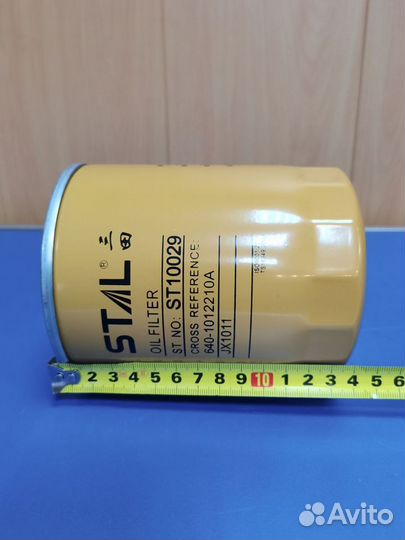 STAL® 三田
OIL FILTER
ST NO: ST10029
CROSS REFERENCE:
640-1012210A
JX1011
2 3 4 5 6 7 8 9 10 1 2 3 4 5 6
Avito